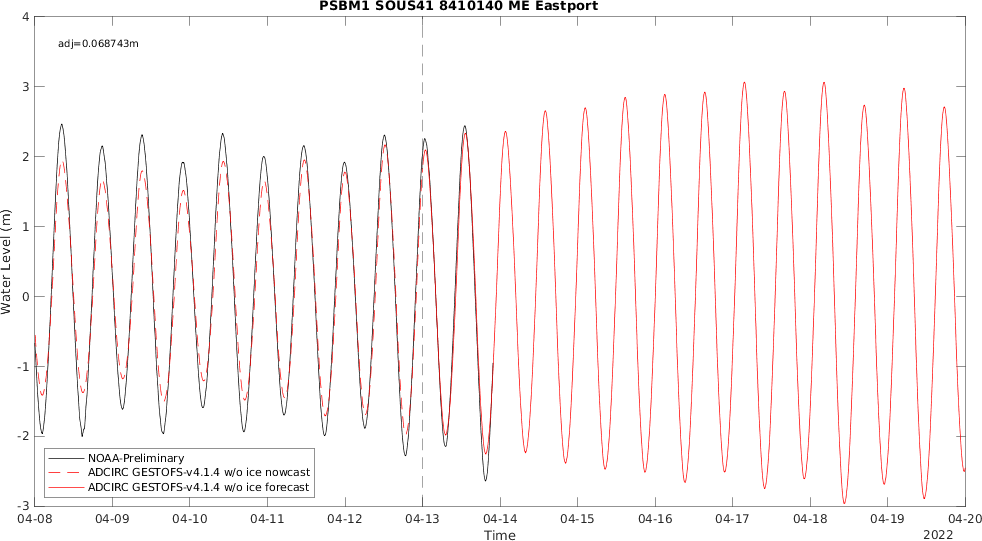 PSBM1 SOUS41 8410140 ME Eastport
adj=0.068743m
4
3
2
1
0
-1
-2
-3
Water Level (m)
NOAA-Preliminary
ADCIRC GESTOFS-v4.1.4 w/o ice nowcast
ADCIRC GESTOFS-v4.1.4 w/o ice forecast
04-08 04-09 04-10 04-11 04-12 04-13 04-14 04-15 04-16 04-17 04-18 04-19 04-20
Time
2022